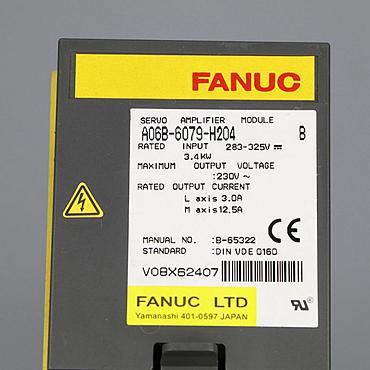 FANUC
SERVO AMPLIFIER MODULE
A06B-6079-H204 B
RATED INPUT 283-325V⎓
3.4KW
MAXIMUM OUTPUT VOLTAGE
:230V～
RATED OUTPUT CURRENT
L axis 3.0A
M axis 12.5A
MANUAL NO. :B-65322
STANDARD :DIN VDE 0160
CE
V08X62407
FANUC LTD
Yamanashi 401-0597 JAPAN